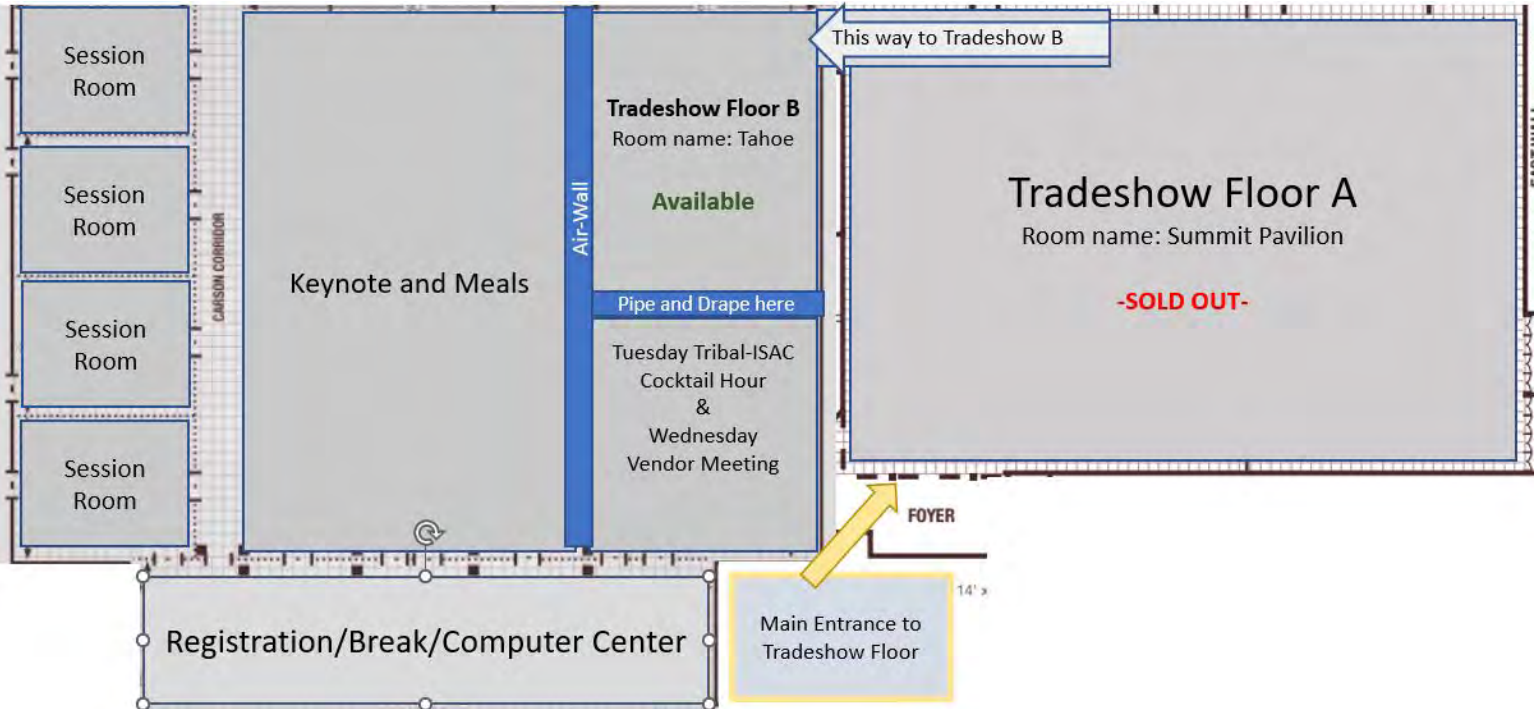 Session
Room
Session
Room
Session
Room
Session
Room
CARSON CORRIDOR
Keynote and Meals
Air-Wall
Tradeshow Floor B
Room name: Tahoe
Available
Pipe and Drape here
Tuesday Tribal-ISAC
Cocktail Hour
&
Wednesday
Vendor Meeting
This way to Tradeshow B
Tradeshow Floor A
Room name: Summit Pavilion
-SOLD OUT-
FOYER
14' x
Main Entrance to
Tradeshow Floor
Registration/Break/Computer Center